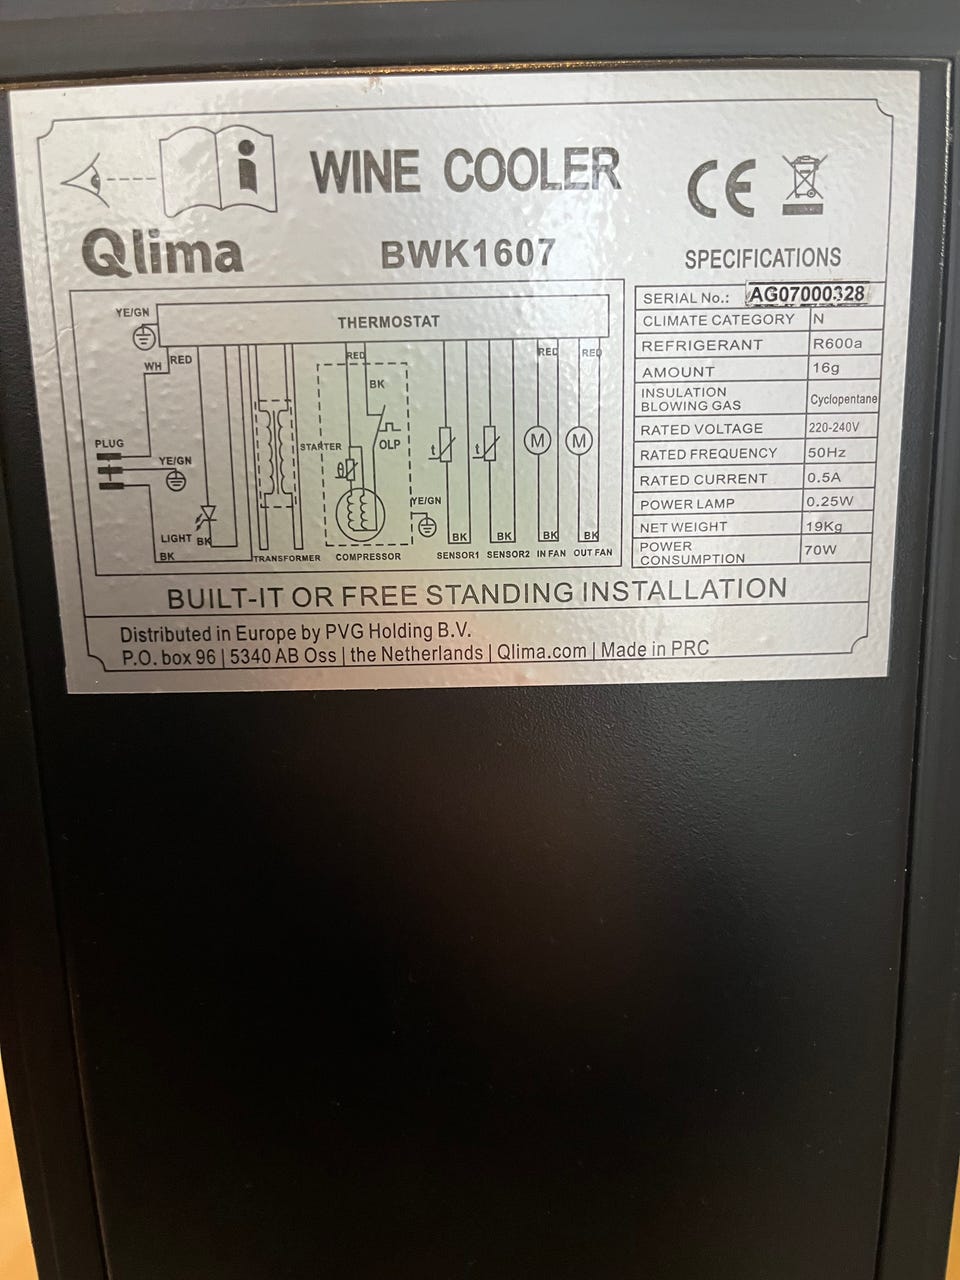 i
WINE COOLER
CE
Qlima
BWK1607
SPECIFICATIONS
SERIAL No.: AG07000328
CLIMATE CATEGORY N
REFRIGERANT R600a
AMOUNT 16g
INSULATION
BLOWING GAS Cyclopentane
RATED VOLTAGE 220-240V
RATED FREQUENCY 50Hz
RATED CURRENT 0.5A
POWER LAMP 0.25W
NET WEIGHT 19Kg
POWER
CONSUMPTION 70W
YE/GN
THERMOSTAT
WH RED RED RED RED
BK
PLUG
STARTER
OLP
t t M M
θ
YE/GN
YE/GN
LIGHT BK BK BK BK BK
BK
TRANSFORMER COMPRESSOR SENSOR1 SENSOR2 IN FAN OUT FAN
BUILT-IT OR FREE STANDING INSTALLATION
Distributed in Europe by PVG Holding B.V.
P.O. box 96 | 5340 AB Oss | the Netherlands | Qlima.com | Made in PRC